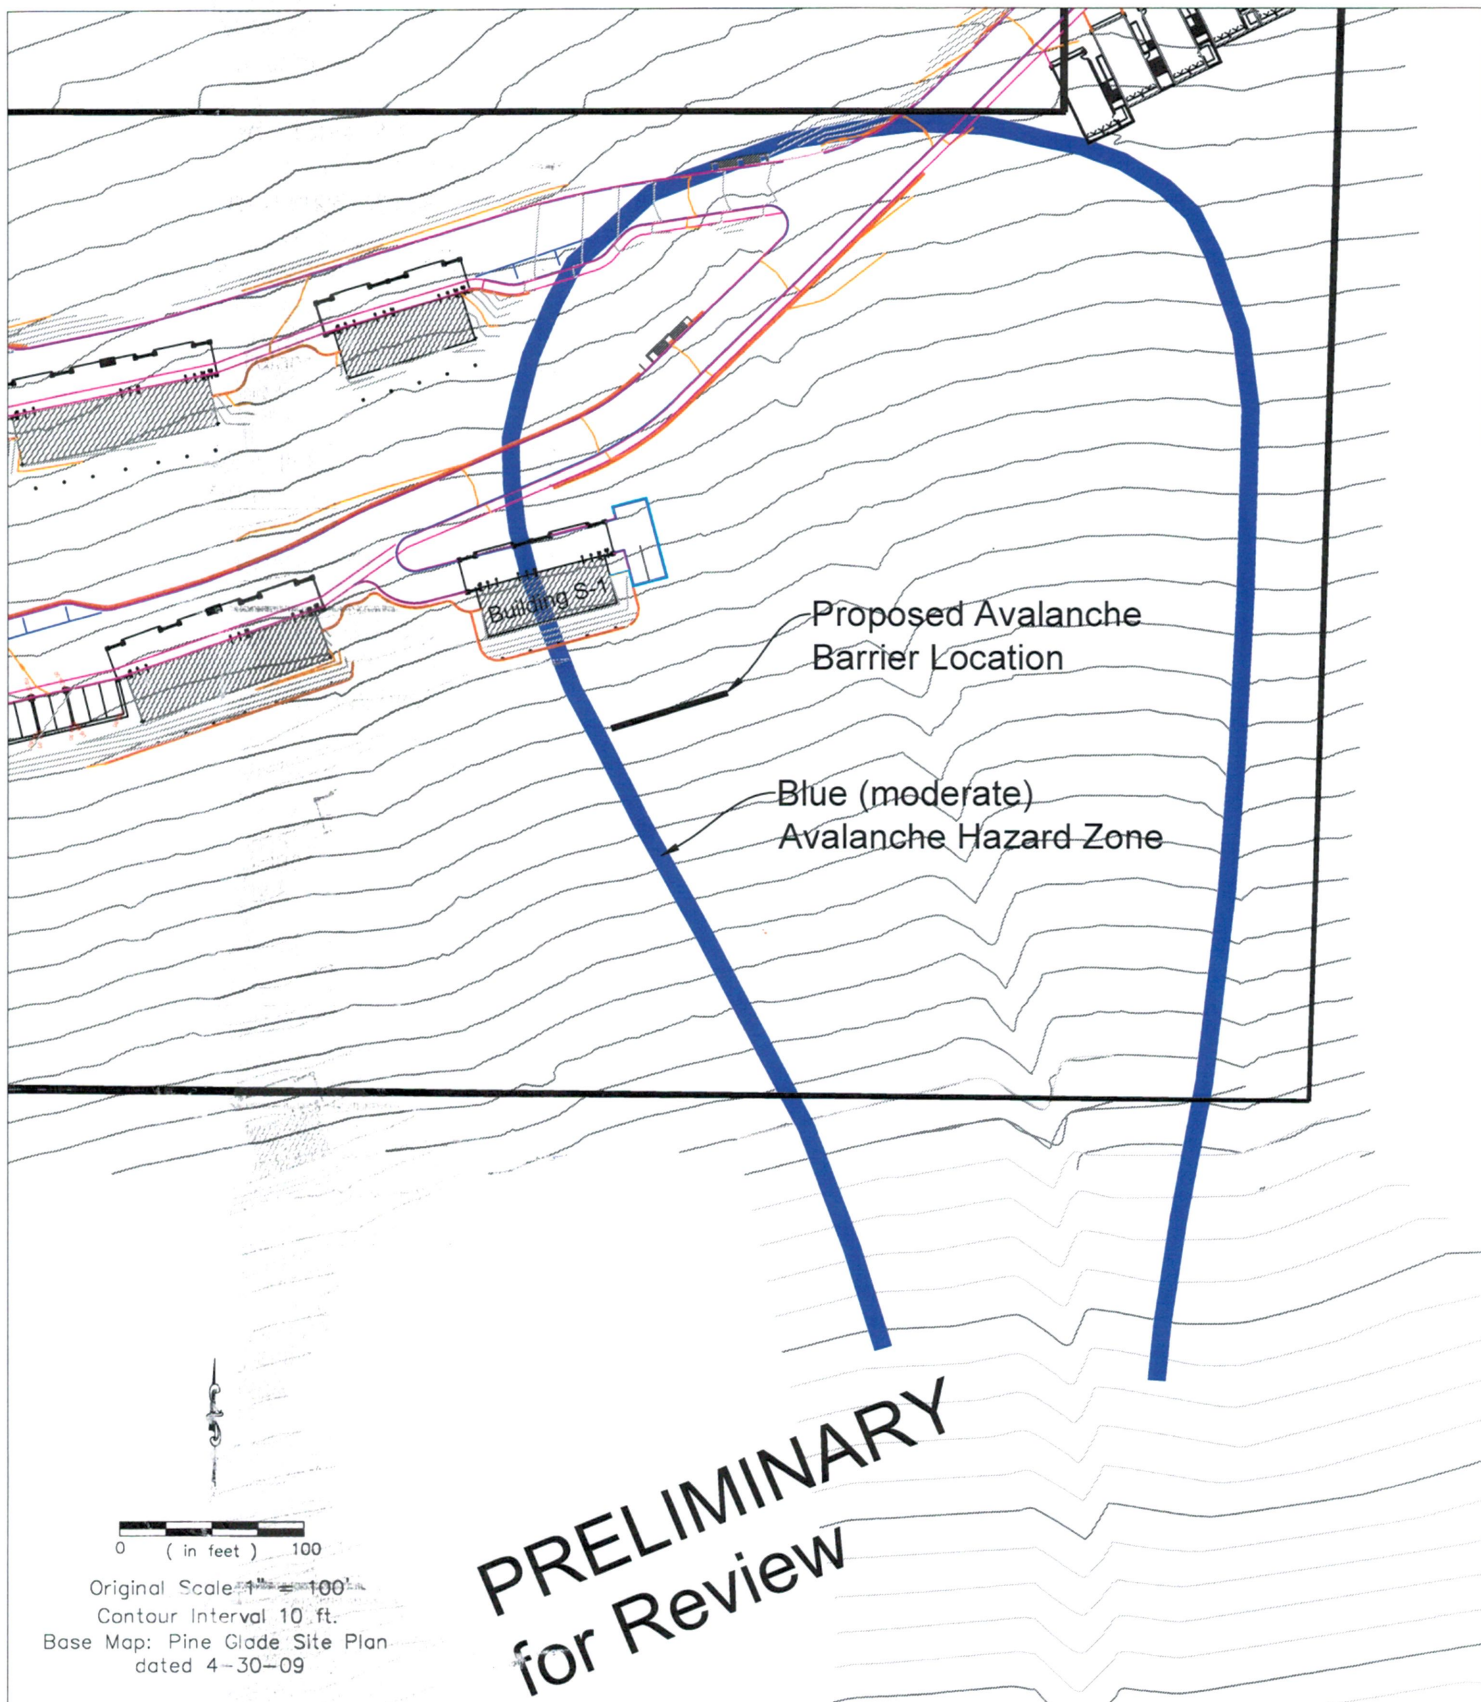 Building S-1
Proposed Avalanche
Barrier Location
Blue (moderate)
Avalanche Hazard Zone
PRELIMINARY
for Review
0 ( in feet ) 100
Original Scale 1" = 100'
Contour Interval 10 ft.
Base Map: Pine Glade Site Plan
dated 4-30-09